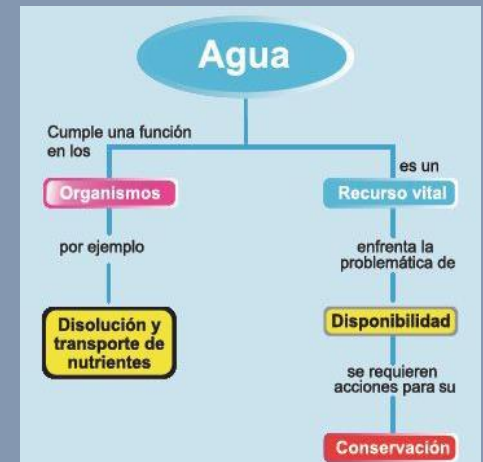 Agua
Cumple una función
en los
Organismos
por ejemplo
Disolución y
transporte de
nutrientes
es un
Recurso vital
enfrenta la
problemática de
Disponibilidad
se requieren
acciones para su
Conservación